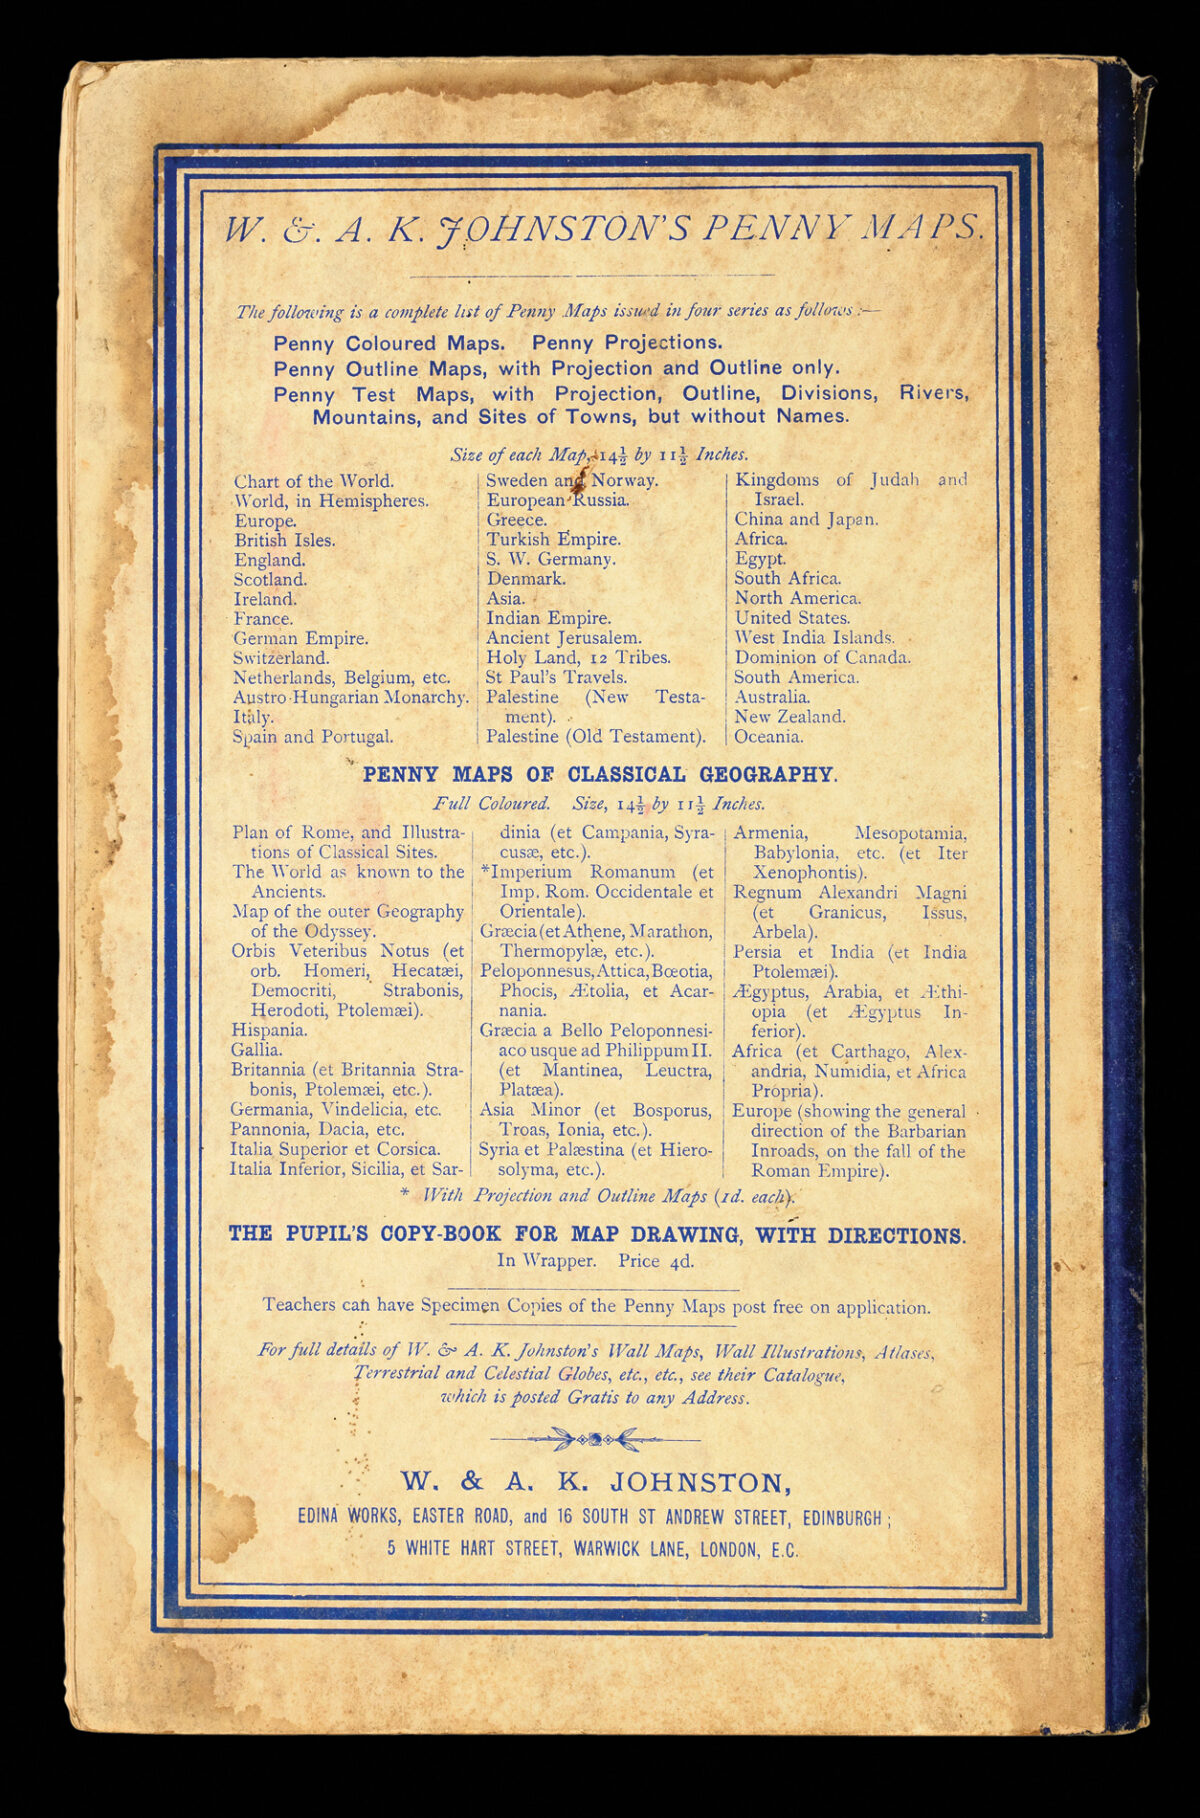 W. & A. K. JOHNSTON'S PENNY MAPS.
The following is a complete list of Penny Maps issued in four series as follows:—
Penny Coloured Maps. Penny Projections.
Penny Outline Maps, with Projection and Outline only.
Penny Test Maps, with Projection, Outline, Divisions, Rivers,
Mountains, and Sites of Towns, but without Names.
Size of each Map, 14½ by 11½ Inches.
Chart of the World.
World, in Hemispheres.
Europe.
British Isles.
England.
Scotland.
Ireland.
France.
German Empire.
Switzerland.
Netherlands, Belgium, etc.
Austro-Hungarian Monarchy.
Italy.
Spain and Portugal.
Sweden and Norway.
European Russia.
Greece.
Turkish Empire.
S. W. Germany.
Denmark.
Asia.
Indian Empire.
Ancient Jerusalem.
Holy Land, 12 Tribes.
St Paul's Travels.
Palestine (New Testa-
ment).
Palestine (Old Testament).
Kingdoms of Judah and
Israel.
China and Japan.
Africa.
Egypt.
South Africa.
North America.
United States.
West India Islands.
Dominion of Canada.
South America.
Australia.
New Zealand.
Oceania.
PENNY MAPS OF CLASSICAL GEOGRAPHY.
Full Coloured. Size, 14½ by 11½ Inches.
Plan of Rome, and Illustra-
tions of Classical Sites.
The World as known to the
Ancients.
Map of the outer Geography
of the Odyssey.
Orbis Veteribus Notus (et
orb. Homeri, Hecatæi,
Democriti, Strabonis,
Herodoti, Ptolemæi).
Hispania.
Gallia.
Britannia (et Britannia Stra-
bonis, Ptolemæi, etc.).
Germania, Vindelicia, etc.
Pannonia, Dacia, etc.
Italia Superior et Corsica.
Italia Inferior, Sicilia, et Sar-
dinia (et Campania, Syra-
cusæ, etc.).
*Imperium Romanum (et
Imp. Rom. Occidentale et
Orientale).
Græcia (et Athene, Marathon,
Thermopylæ, etc.).
Peloponnesus, Attica, Bœotia,
Phocis, Ætolia, et Acar-
nania.
Græcia a Bello Peloponnesi-
aco usque ad Philippum II.
(et Mantinea, Leuctra,
Platæa).
Asia Minor (et Bosporus,
Troas, Ionia, etc.).
Syria et Palæstina (et Hiero-
solyma, etc.).
Armenia, Mesopotamia,
Babylonia, etc. (et Iter
Xenophontis).
Regnum Alexandri Magni
(et Granicus, Issus,
Arbela).
Persia et India (et India
Ptolemæi).
Ægyptus, Arabia, et Æthi-
opia (et Ægyptus In-
ferior).
Africa (et Carthago, Alex-
andria, Numidia, et Africa
Propria).
Europe (showing the general
direction of the Barbarian
Inroads, on the fall of the
Roman Empire).
* With Projection and Outline Maps (1d. each).
THE PUPIL'S COPY-BOOK FOR MAP DRAWING, WITH DIRECTIONS.
In Wrapper. Price 4d.
Teachers can have Specimen Copies of the Penny Maps post free on application.
For full details of W. & A. K. Johnston's Wall Maps, Wall Illustrations, Atlases,
Terrestrial and Celestial Globes, etc., etc., see their Catalogue,
which is posted Gratis to any Address.
W. & A. K. JOHNSTON,
EDINA WORKS, EASTER ROAD, and 16 SOUTH ST ANDREW STREET, EDINBURGH;
5 WHITE HART STREET, WARWICK LANE, LONDON, E.C.